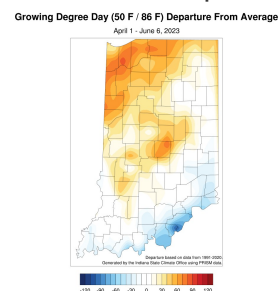 Growing Degree Day (50 F / 86 F) Departure From Average
April 1 - June 6, 2023
Departure based on data from 1991-2020.
Generated by the Indiana State Climate Office using PRISM data.
-120 -90 -60 -30 0 30 60 90 120